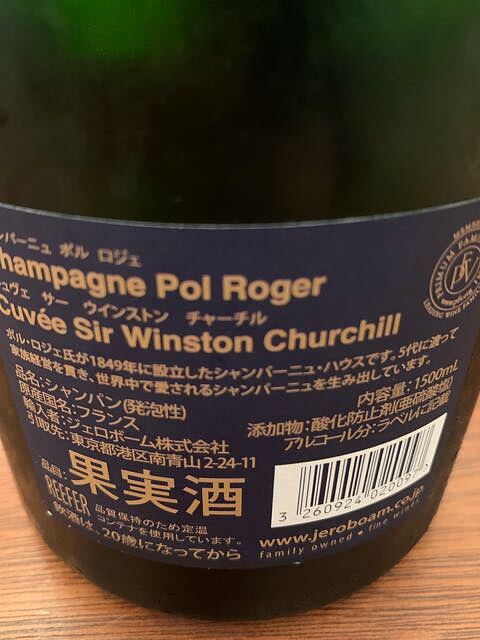 ンパーニュ ポル ロジェ
hampagne Pol Roger
ュヴェ サー ウインストン チャーチル
Cuvée Sir Winston Churchill
ポル・ロジェ氏が1849年に設立したシャンパーニュ・ハウスです。5代に渡って
家族経営を貫き、世界中で愛されるシャンパーニュを生み出しています。
品名:シャンパン(発泡性)
内容量:1500mL
原産国名:フランス
添加物:酸化防止剤(亜硫酸塩)
輸入者:ジェロボーム株式会社
アルコール分:ラベルに記載
引取先:東京都港区南青山2-24-11
品目:果実酒
REEFER
品質保持のため定温
コンテナを使用しています。
飲酒は、20歳になってから
3 260924 02009
www.jeroboam.co.jp
family owned • fine wines
PFV